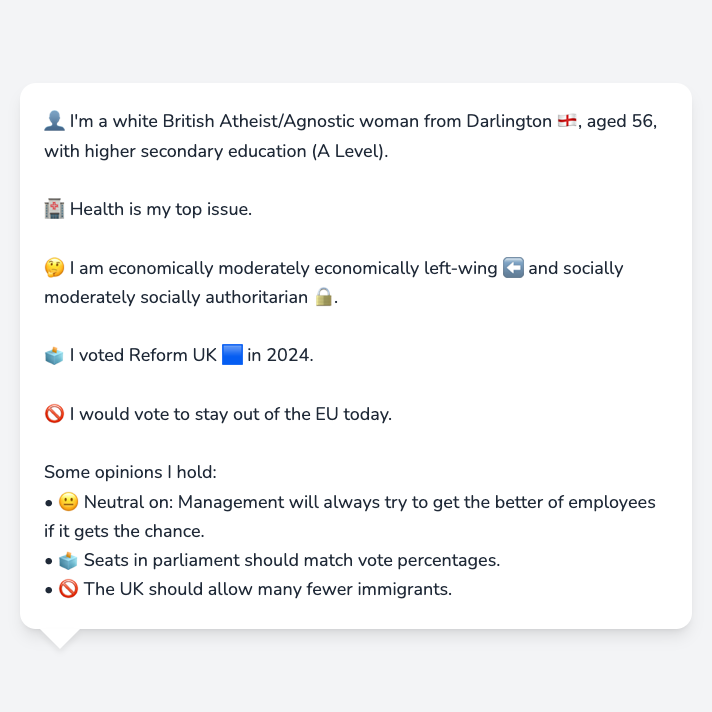 👤 I'm a white British Atheist/Agnostic woman from Darlington 🏴󠁧󠁢󠁥󠁮󠁧󠁿, aged 56,
with higher secondary education (A Level).
🏥 Health is my top issue.
🤔 I am economically moderately economically left-wing ⬅️ and socially
moderately socially authoritarian 🔒.
🗳️ I voted Reform UK 🟦 in 2024.
🚫 I would vote to stay out of the EU today.
Some opinions I hold:
• 😐 Neutral on: Management will always try to get the better of employees
if it gets the chance.
• 🗳️ Seats in parliament should match vote percentages.
• 🚫 The UK should allow many fewer immigrants.